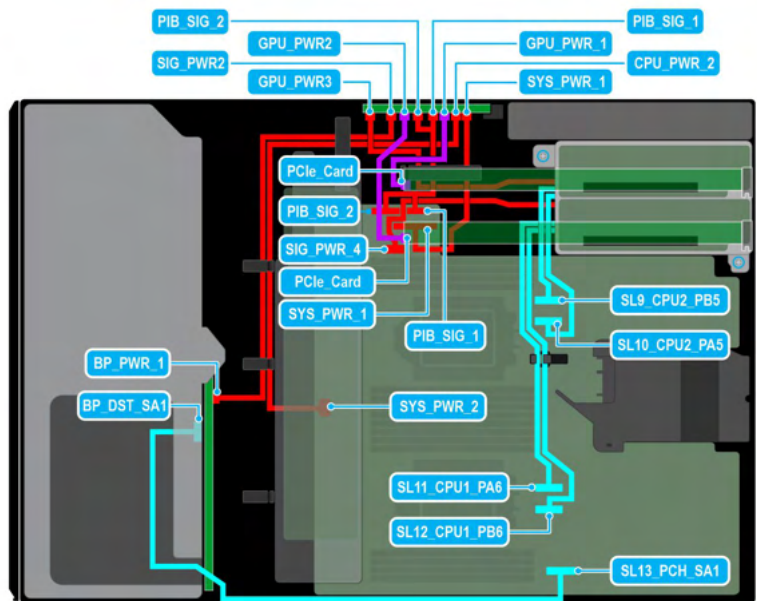 PIB_SIG_2
PIB_SIG_1
GPU_PWR2
GPU_PWR_1
SIG_PWR2
CPU_PWR_2
GPU_PWR3
SYS_PWR_1
PCIe_Card
PIB_SIG_2
SIG_PWR_4
PCIe_Card
SL9_CPU2_PB5
SYS_PWR_1
PIB_SIG_1
SL10_CPU2_PA5
BP_PWR_1
BP_DST_SA1
SYS_PWR_2
SL11_CPU1_PA6
SL12_CPU1_PB6
SL13_PCH_SA1